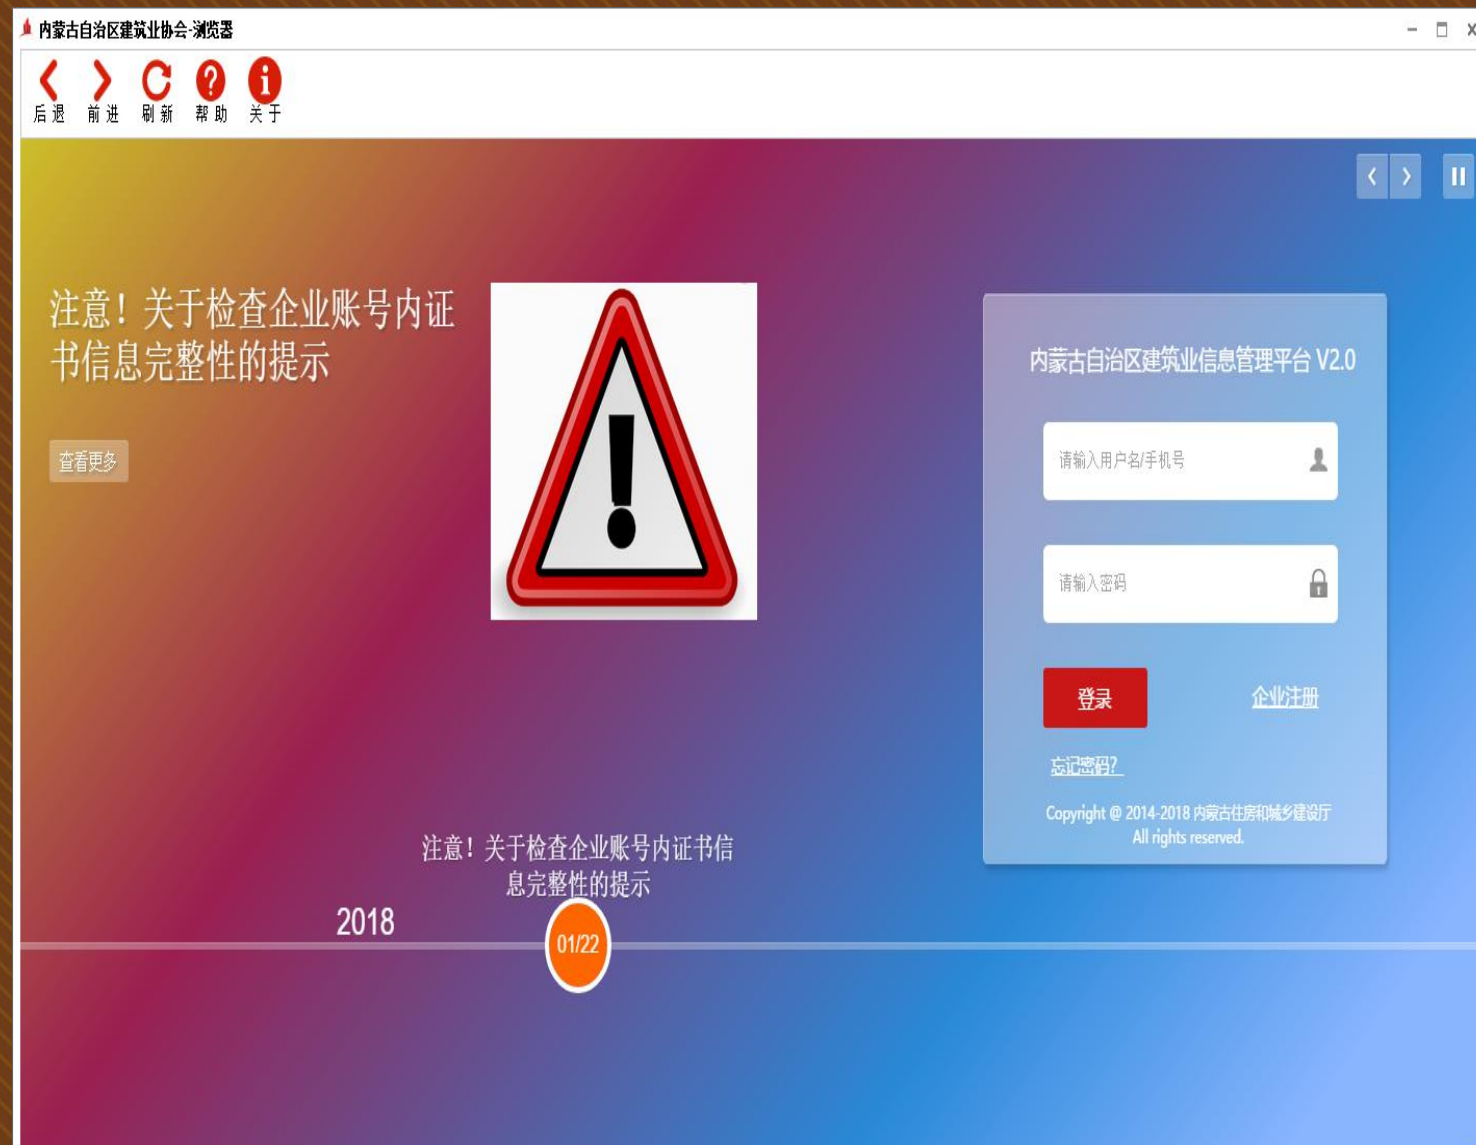 内蒙古自治区建筑业协会-浏览器
后退 前进 刷新 帮助 关于
注意！关于检查企业账号内证
书信息完整性的提示
查看更多
内蒙古自治区建筑业信息管理平台 V2.0
请输入用户名/手机号
请输入密码
登录 企业注册
忘记密码?
Copyright @ 2014-2018 内蒙古住房和城乡建设厅
All rights reserved.
注意！关于检查企业账号内证书信
息完整性的提示
2018
01/22